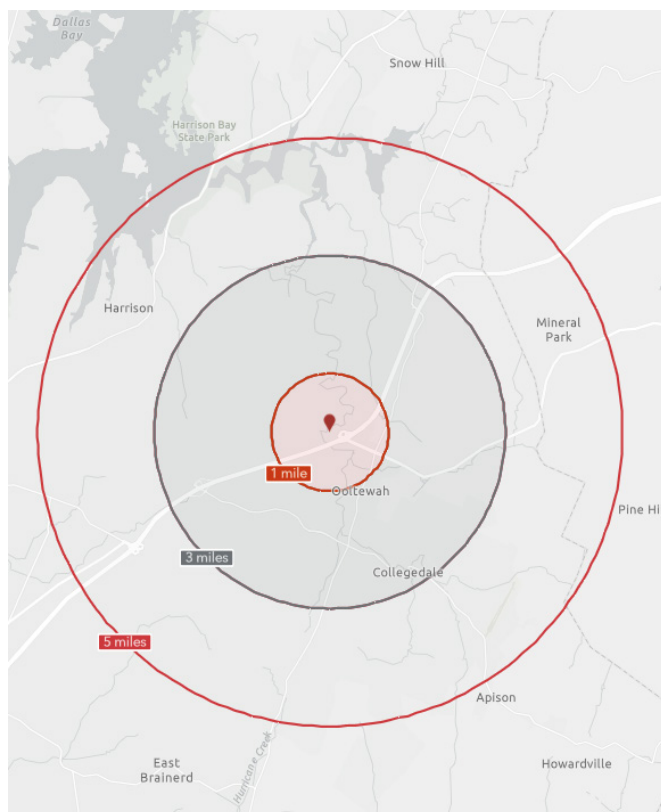 Dallas
Bay
Snow Hill
Harrison Bay
State Park
Harrison
Mineral
Park
1 mile
Ooltewah
Pine Hi
3 miles
Collegedale
5 miles
Apison
Hurricane Creek
East
Brainerd
Howardville